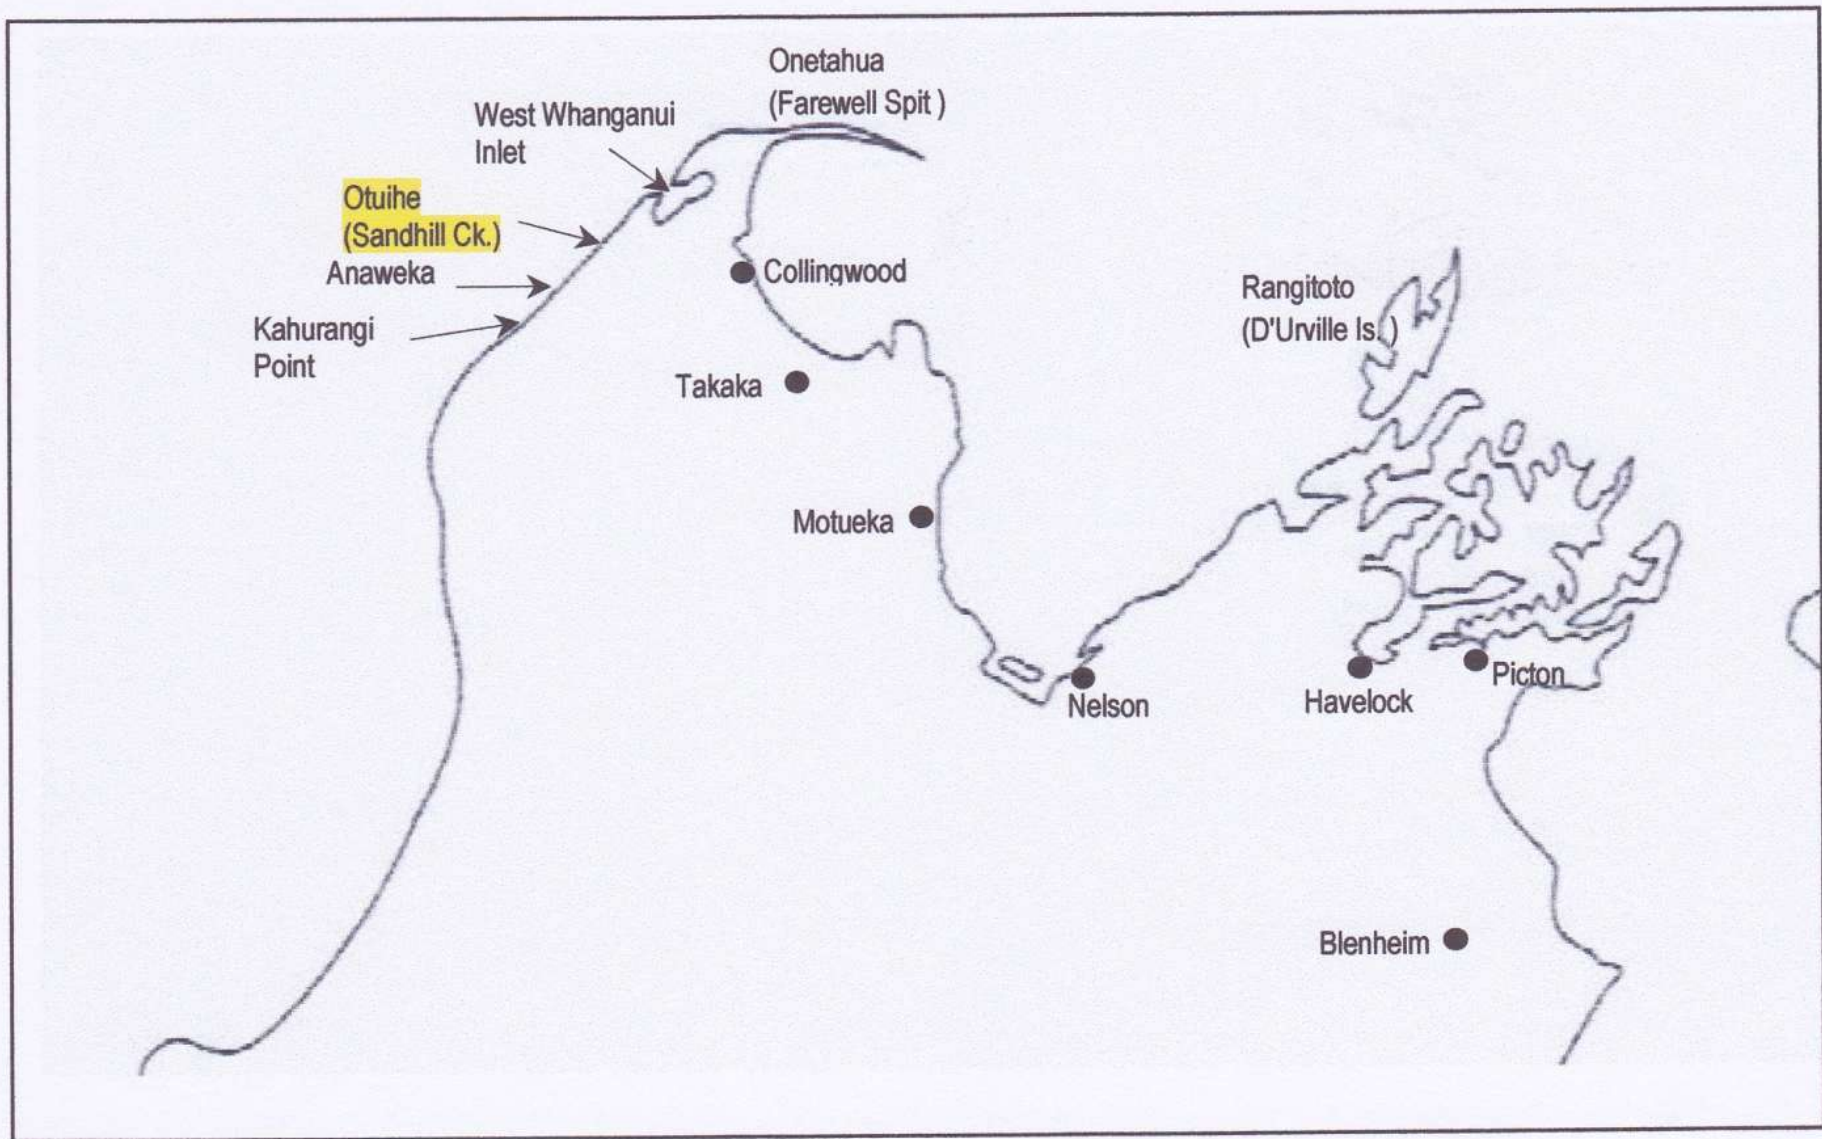 Onetahua
(Farewell Spit )
West Whanganui
Inlet
Otuihe
(Sandhill Ck.)
Anaweka
Kahurangi
Point
Collingwood
Rangitoto
(D'Urville Is. )
Takaka
Motueka
Nelson
Havelock
Picton
Blenheim